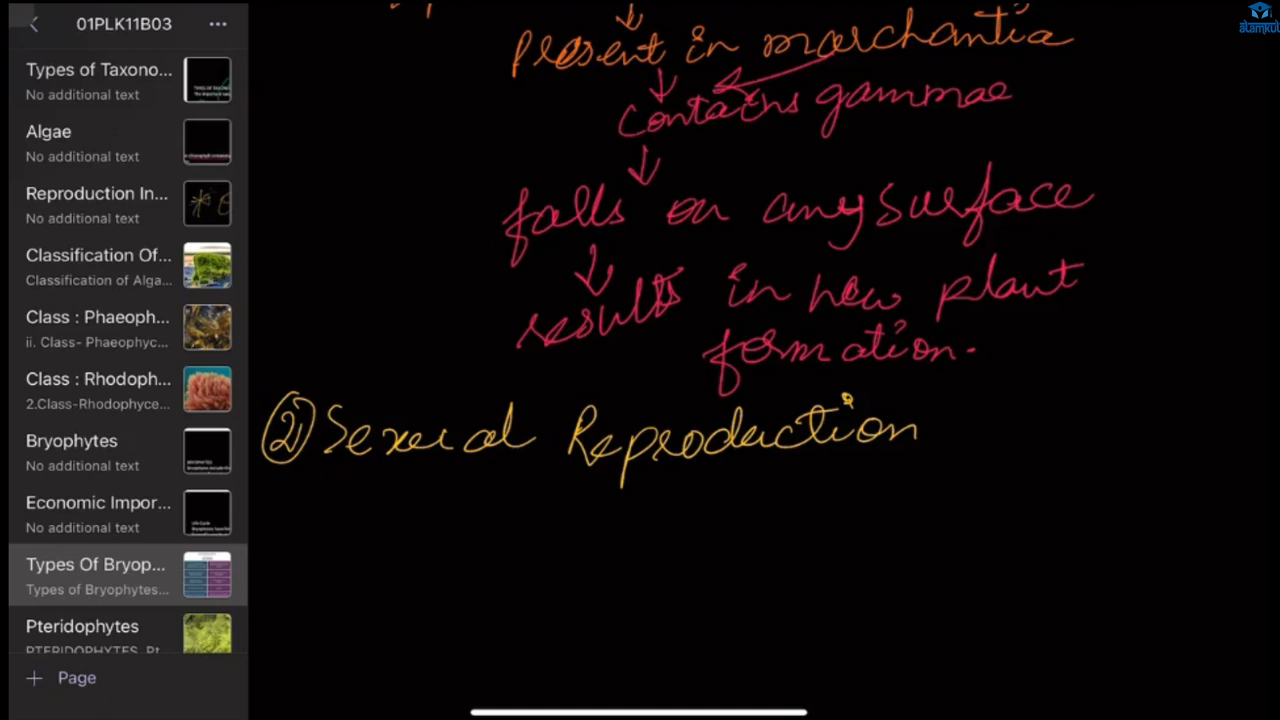 01PLK11B03
...
alamkul
Types of Taxono...
No additional text
Algae
No additional text
Reproduction In...
No additional text
Classification Of...
Classification of Alga...
Class : Phaeoph...
ii. Class- Phaeophyc...
Class : Rhodoph...
2.Class-Rhodophyce...
Bryophytes
No additional text
Economic Impor...
No additional text
Types Of Bryop...
Types of Bryophytes...
Pteridophytes
PTERIDOPHYTES Pt
+ Page
Present in marchantia
contains gammae
falls on any surface
results in new plant
formation.
② Sexual Reproduction